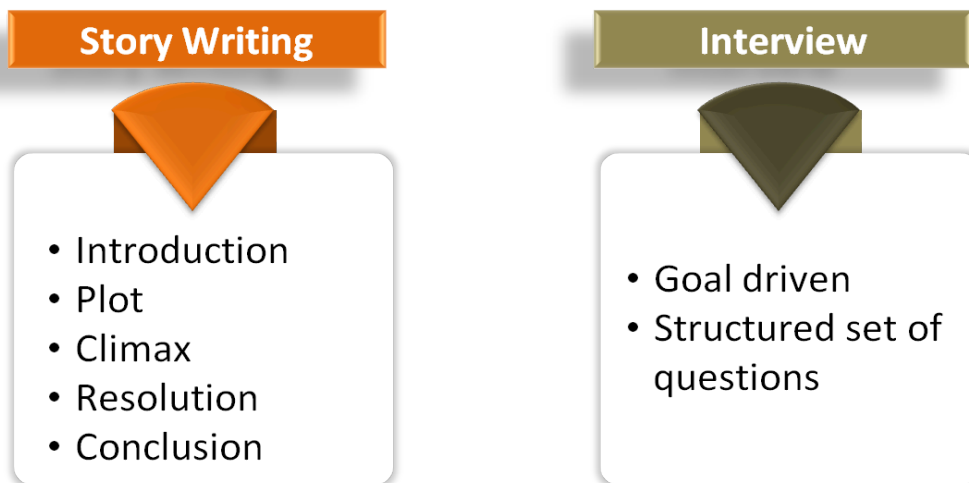 Story Writing
• Introduction
• Plot
• Climax
• Resolution
• Conclusion
Interview
• Goal driven
• Structured set of
questions